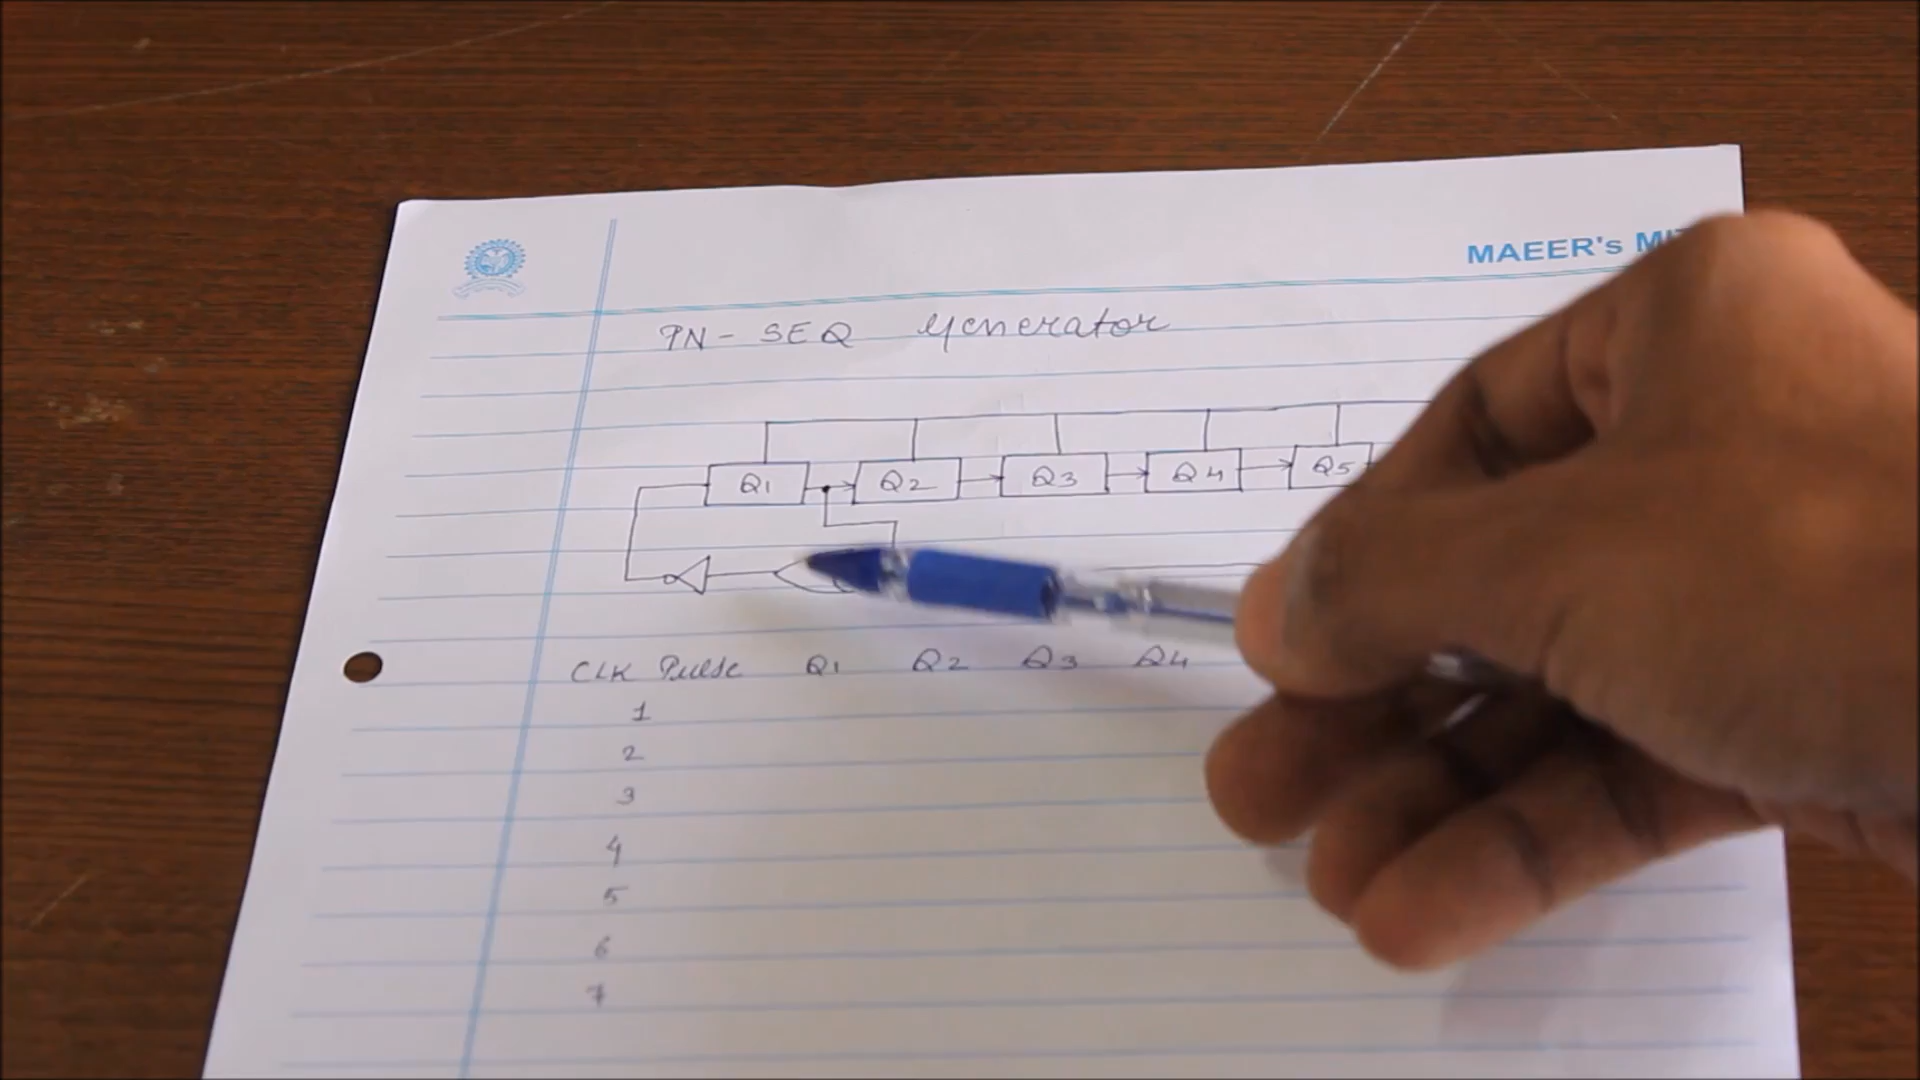 MAEER's
PN - SEQ Generator
Q1 Q2 Q3 Q4 Q5
CLK Pulse Q1 Q2 Q3 Q4
1
2
3
4
5
6
7